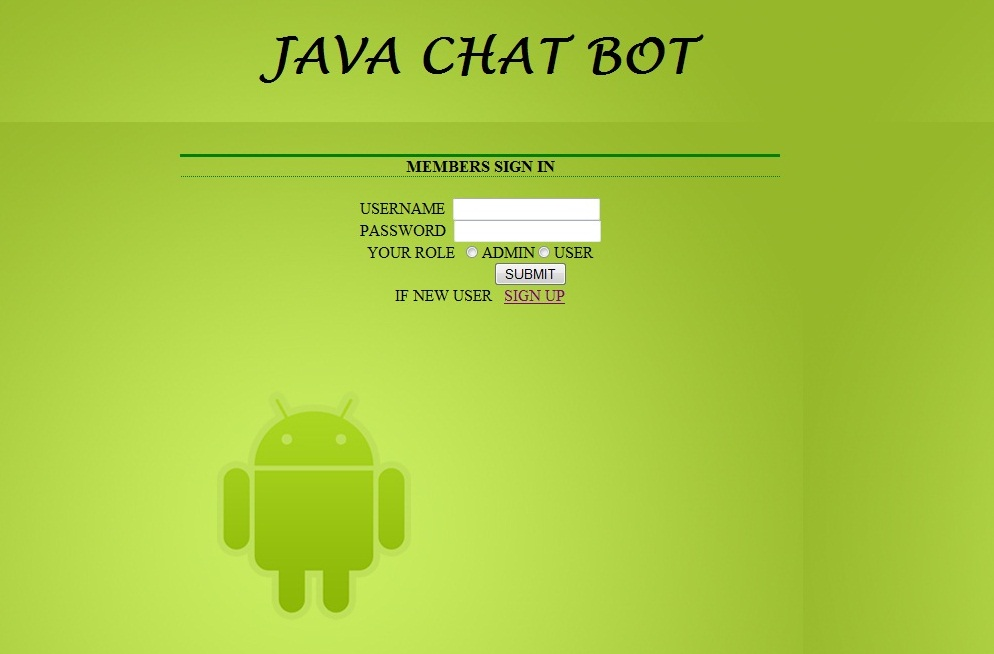 JAVA CHAT BOT
MEMBERS SIGN IN
USERNAME
PASSWORD
YOUR ROLE ADMIN USER
SUBMIT
IF NEW USER SIGN UP